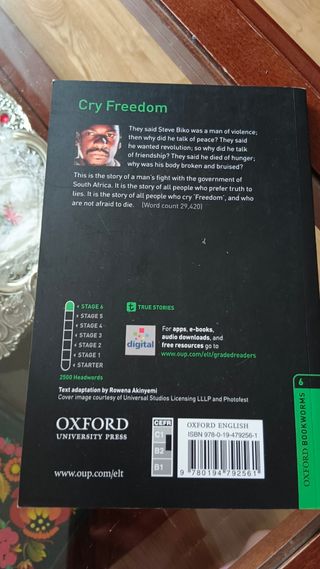 Cry Freedom
They said Steve Biko was a man of violence;
then why did he talk of peace? They said
he wanted revolution; so why did he talk
of friendship? They said he died of hunger;
why was his body broken and bruised?
This is the story of a man's fight with the government of
South Africa. It is the story of all people who prefer truth to
lies. It is the story of all people who cry 'Freedom', and who
are not afraid to die. (Word count 29,420)
STAGE 6
STAGE 5
STAGE 4
STAGE 3
STAGE 2
STAGE 1
STARTER
2500 Headwords
t TRUE STORIES
digital
For apps, e-books,
audio downloads, and
free resources go to
www.oup.com/elt/gradedreaders
Text adaptation by Rowena Akinyemi
Cover image courtesy of Universal Studios Licensing LLLP and Photofest
OXFORD
UNIVERSITY PRESS
www.oup.com/elt
CEFR
C1
B2
B1
OXFORD ENGLISH
ISBN 978-0-19-479256-1
9 780194 792561
6
OXFORD BOOKWORMS